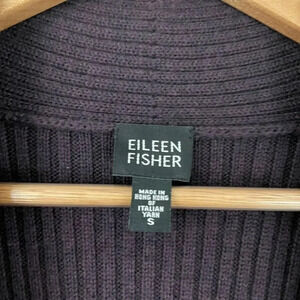 EILEEN
FISHER
MADE IN
HONG KONG
OF
ITALIAN
YARN
S